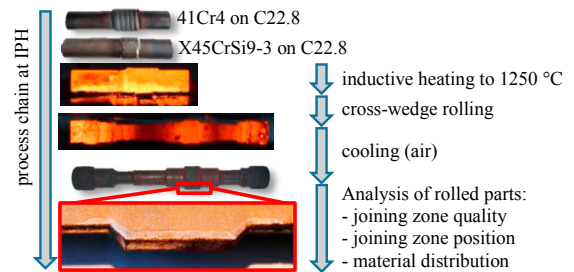 41Cr4 on C22.8
X45CrSi9-3 on C22.8
process chain at IPH
inductive heating to 1250 °C
cross-wedge rolling
cooling (air)
Analysis of rolled parts:
- joining zone quality
- joining zone position
- material distribution